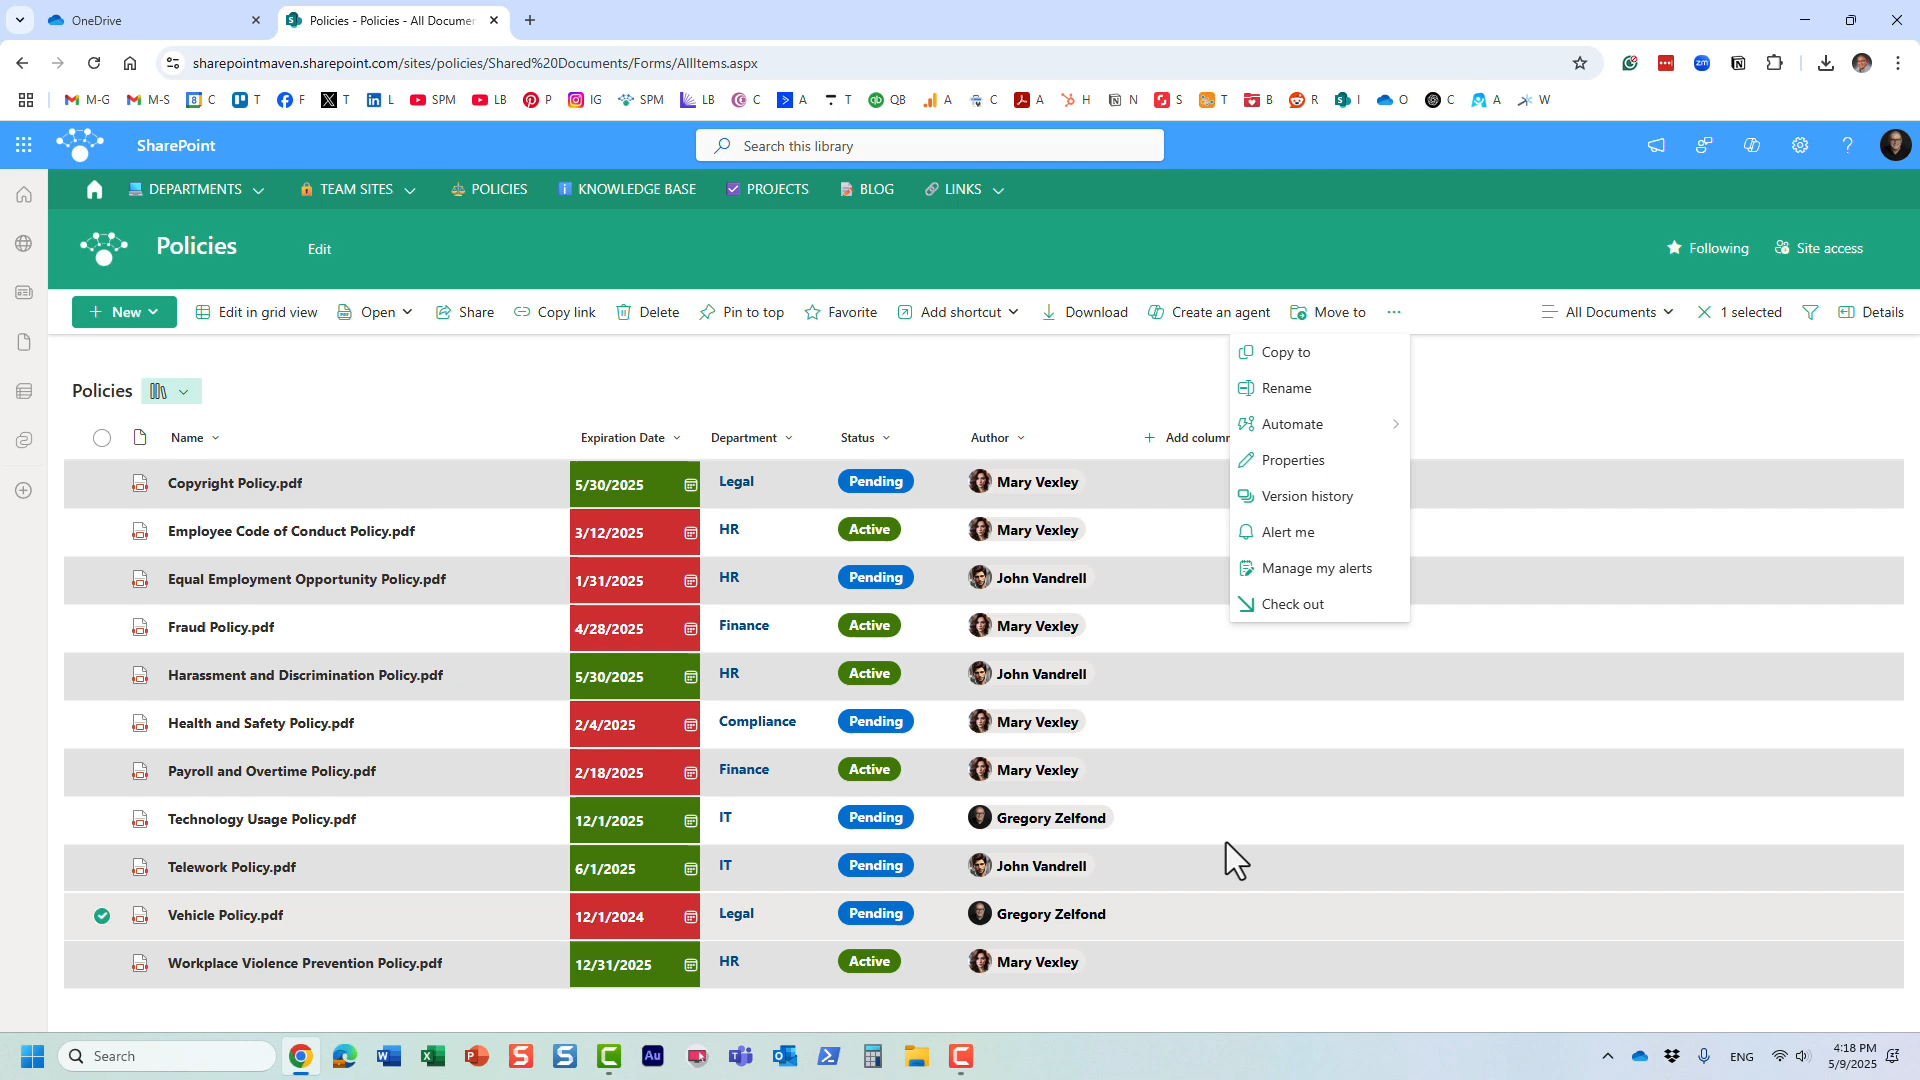 OneDrive
Policies - Policies - All Documen
sharepointmaven.sharepoint.com/sites/policies/Shared%20Documents/Forms/AllItems.aspx
M-G M-S C T F T L SPM LB P IG SPM LB C A T QB A C A H N S T B R I O C A W
SharePoint
Search this library
DEPARTMENTS TEAM SITES POLICIES KNOWLEDGE BASE PROJECTS BLOG LINKS
Policies Edit Following Site access
New Edit in grid view Open Share Copy link Delete Pin to top Favorite Add shortcut Download Create an agent Move to All Documents 1 selected Details
Copy to
Rename
Automate
Properties
Version history
Alert me
Manage my alerts
Check out
Policies
Name Expiration Date Department Status Author Add column
Copyright Policy.pdf 5/30/2025 Legal Pending Mary Vexley
Employee Code of Conduct Policy.pdf 3/12/2025 HR Active Mary Vexley
Equal Employment Opportunity Policy.pdf 1/31/2025 HR Pending John Vandrell
Fraud Policy.pdf 4/28/2025 Finance Active Mary Vexley
Harassment and Discrimination Policy.pdf 5/30/2025 HR Active John Vandrell
Health and Safety Policy.pdf 2/4/2025 Compliance Pending Mary Vexley
Payroll and Overtime Policy.pdf 2/18/2025 Finance Active Mary Vexley
Technology Usage Policy.pdf 12/1/2025 IT Pending Gregory Zelfond
Telework Policy.pdf 6/1/2025 IT Pending John Vandrell
Vehicle Policy.pdf 12/1/2024 Legal Pending Gregory Zelfond
Workplace Violence Prevention Policy.pdf 12/31/2025 HR Active Mary Vexley
Search
ENG
4:18 PM
5/9/2025